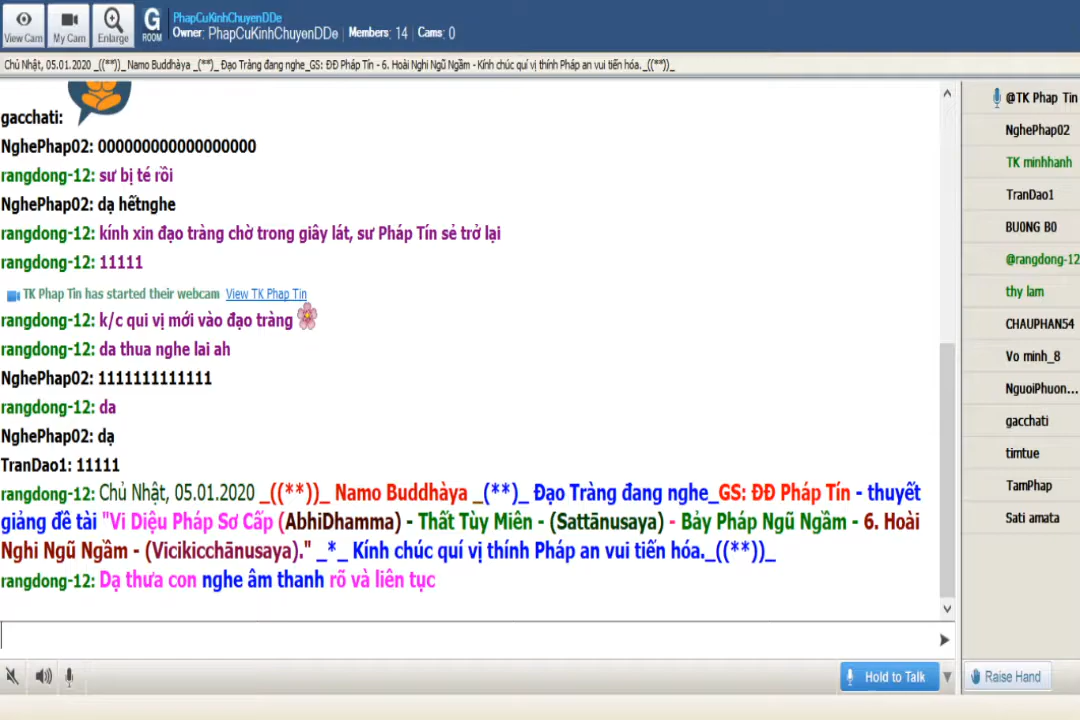 View Cam My Cam Enlarge G ROOM
PhapCuKinhChuyenDDe
Owner: PhapCuKinhChuyenDDe Members: 14 Cams: 0
Chủ Nhật, 05.01.2020 _((**))_ Namo Buddhàya _(**)_ Đạo Tràng đang nghe_GS: ĐĐ Pháp Tín - 6. Hoài Nghi Ngũ Ngầm - Kính chúc quí vị thính Pháp an vui tiến hóa._((**))_
gacchati:
NghePhap02: 000000000000000000
rangdong-12: sư bị té rồi
NghePhap02: dạ hếtnghe
rangdong-12: kính xin đạo tràng chờ trong giây lát, sư Pháp Tín sẻ trở lại
rangdong-12: 11111
TK Phap Tin has started their webcam View TK Phap Tin
rangdong-12: k/c qui vị mới vào đạo tràng
rangdong-12: da thua nghe lai ah
NghePhap02: 1111111111111
rangdong-12: da
NghePhap02: dạ
TranDao1: 11111
rangdong-12: Chủ Nhật, 05.01.2020 _((**))_ Namo Buddhàya _(**)_ Đạo Tràng đang nghe_GS: ĐĐ Pháp Tín - thuyết
giảng đề tài "Vi Diệu Pháp Sơ Cấp (AbhiDhamma) - Thất Tùy Miên - (Sattānusaya) - Bảy Pháp Ngũ Ngầm - 6. Hoài
Nghi Ngũ Ngầm - (Vicikicchānusaya)." _*_ Kính chúc quí vị thính Pháp an vui tiến hóa._((**))_
rangdong-12: Dạ thưa con nghe âm thanh rõ và liên tục
@TK Phap Tin
NghePhap02
TK minhhanh
TranDao1
BU0NG B0
@rangdong-12
thy lam
CHAUPHAN54
Vo minh_8
NguoiPhuon...
gacchati
timtue
TamPhap
Sati amata
Hold to Talk
Raise Hand